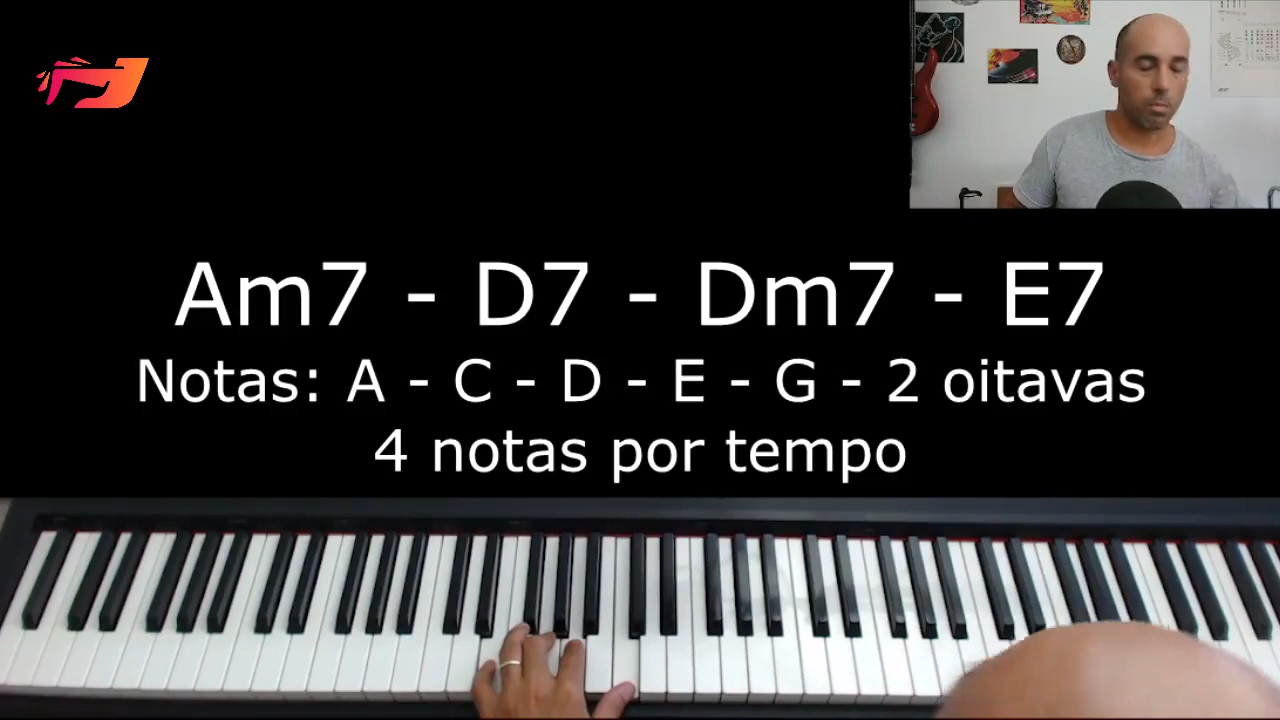 Am7 - D7 - Dm7 - E7
Notas: A - C - D - E - G - 2 oitavas
4 notas por tempo